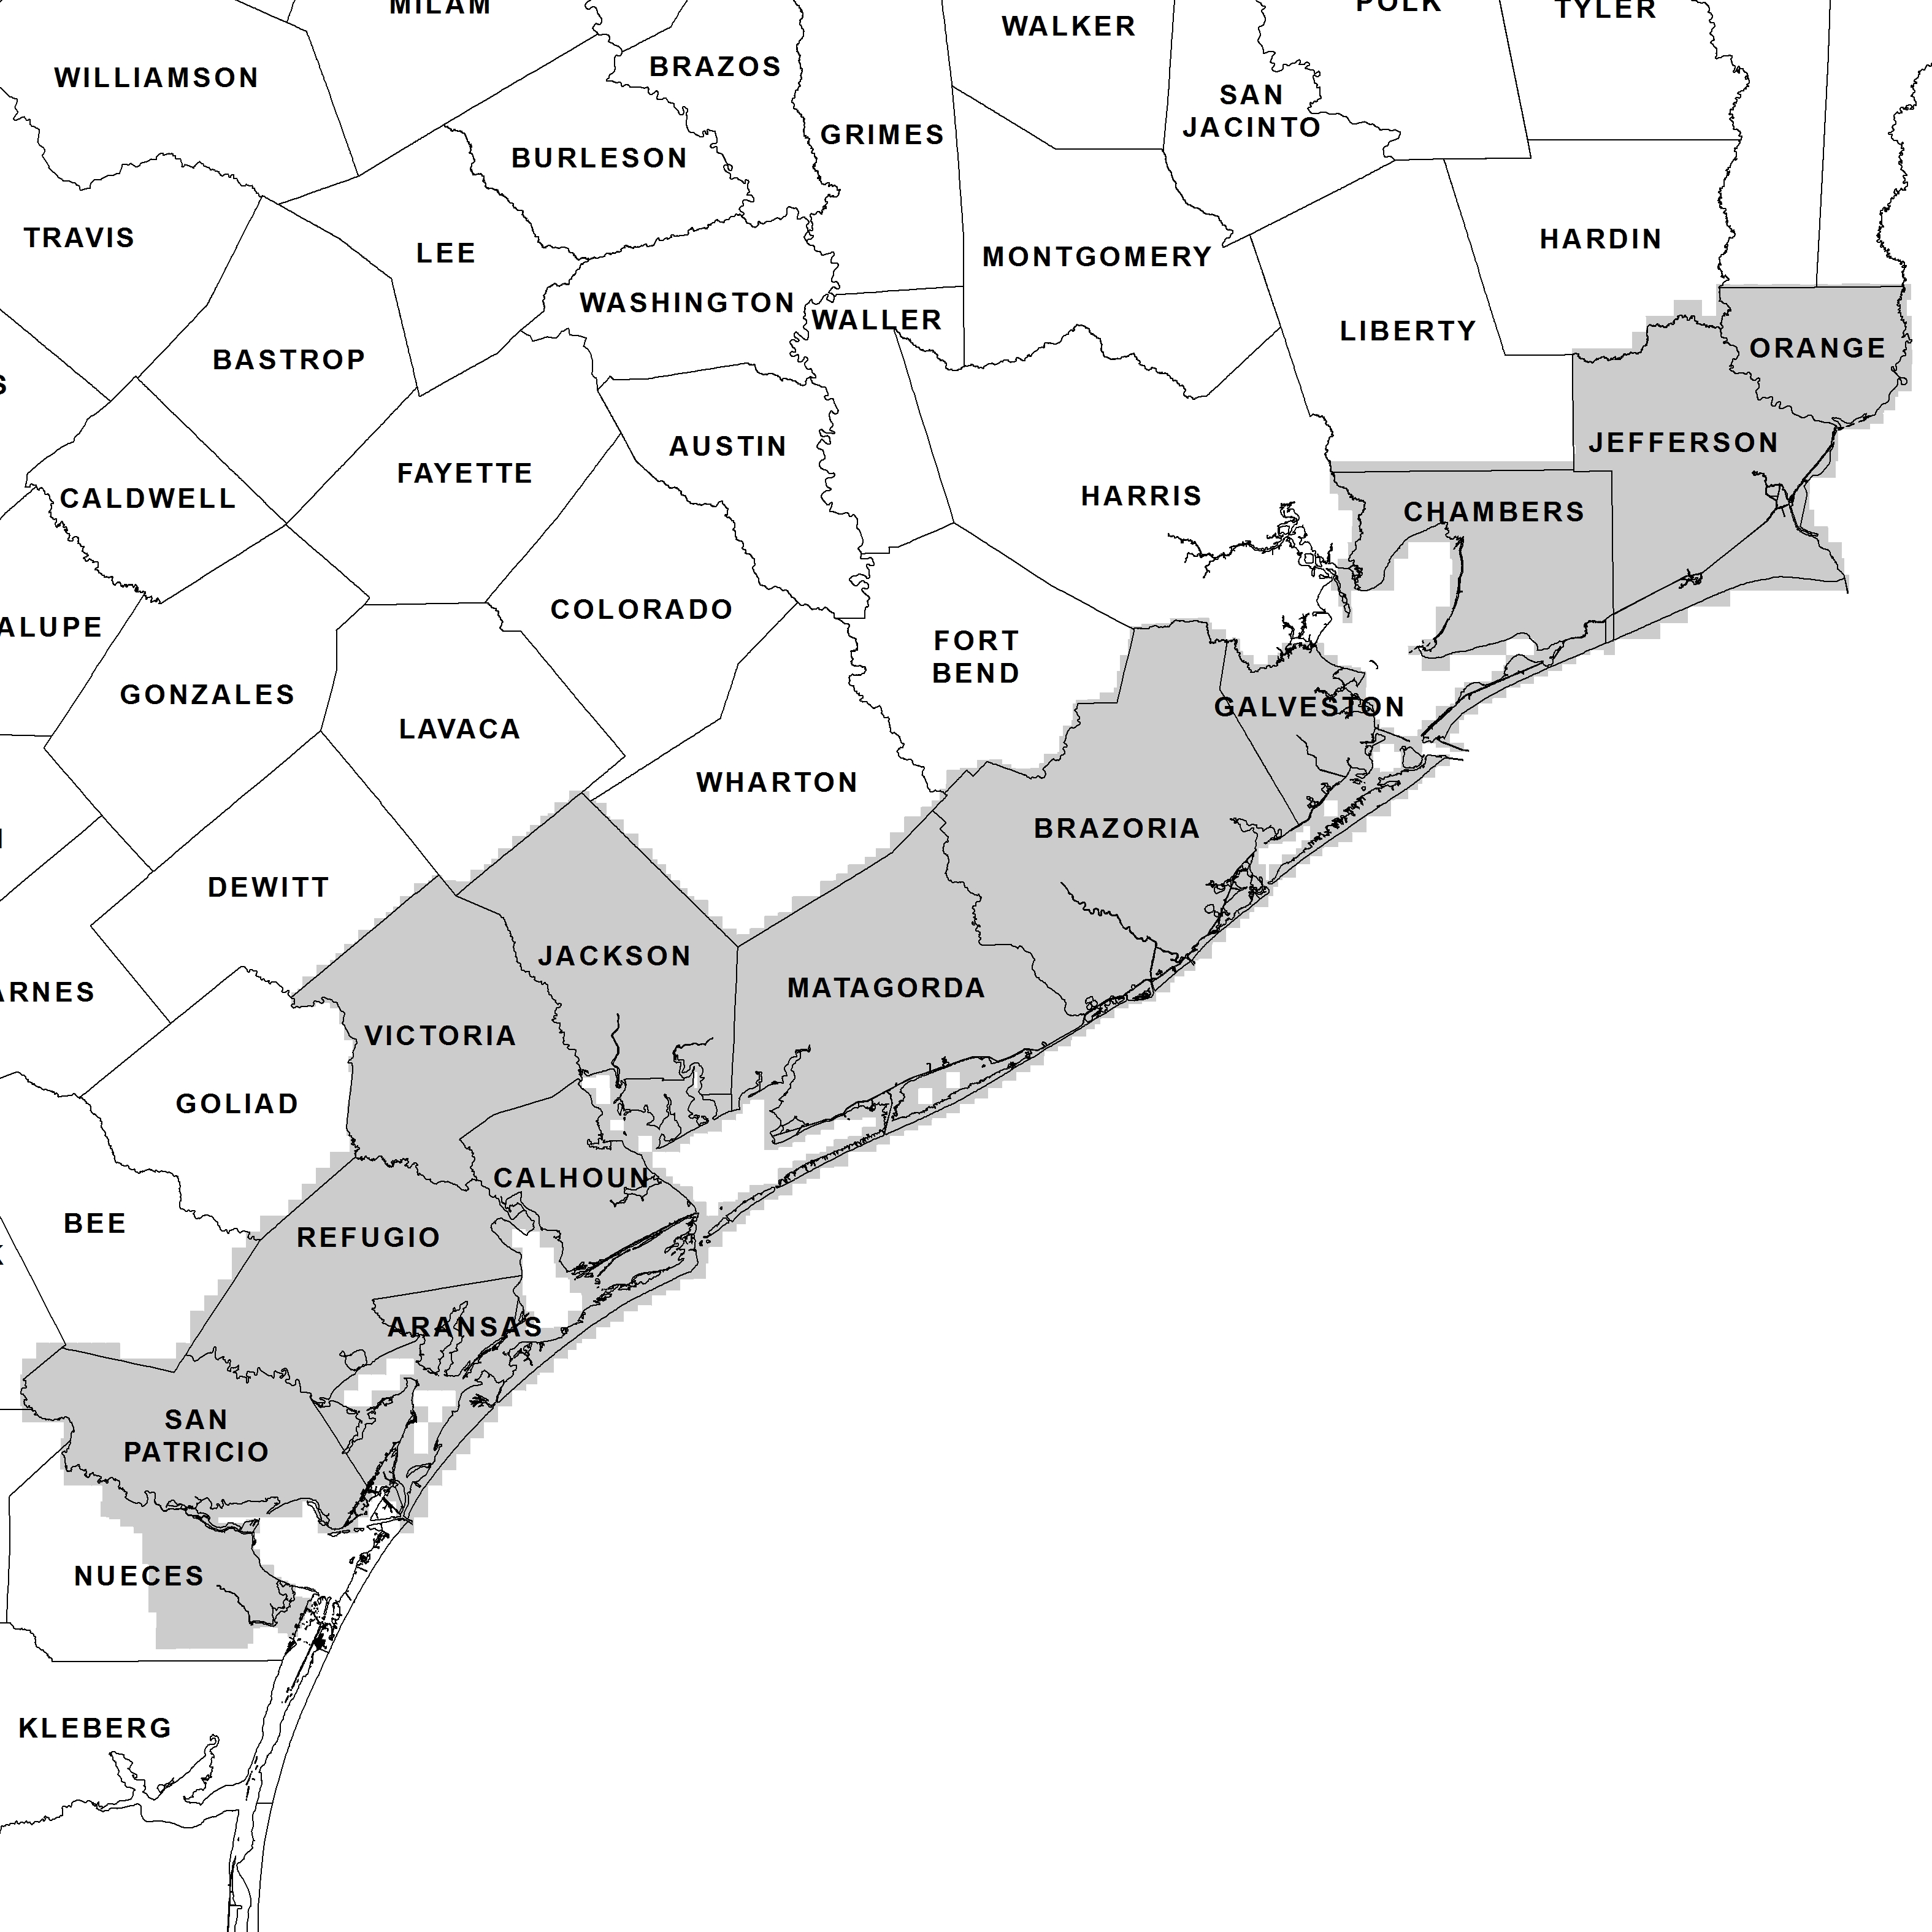 MILAM
WALKER
POLK
TYLER
WILLIAMSON
BRAZOS
SAN
JACINTO
GRIMES
BURLESON
TRAVIS
LEE
MONTGOMERY
HARDIN
WASHINGTON
WALLER
LIBERTY
ORANGE
BASTROP
S
AUSTIN
JEFFERSON
FAYETTE
CALDWELL
HARRIS
CHAMBERS
COLORADO
ALUPE
FORT
BEND
GONZALES
GALVESTON
LAVACA
WHARTON
BRAZORIA
DEWITT
JACKSON
MATAGORDA
ARNES
VICTORIA
GOLIAD
CALHOUN
BEE
REFUGIO
ARANSAS
SAN
PATRICIO
NUECES
KLEBERG